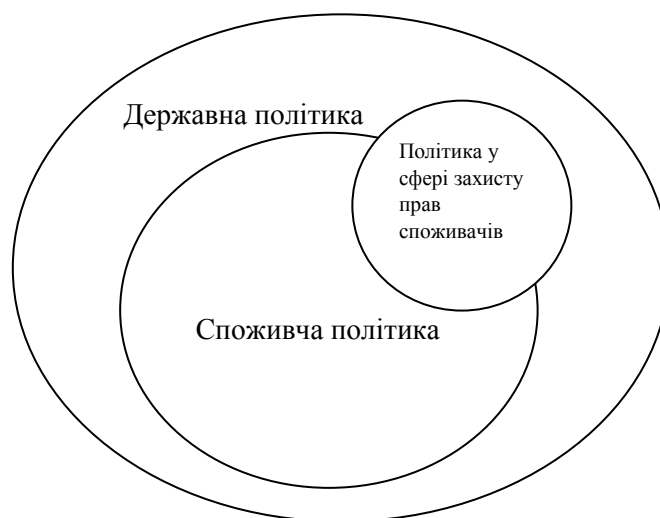 Державна політика
Політика у
сфері захисту
прав
споживачів
Споживча політика